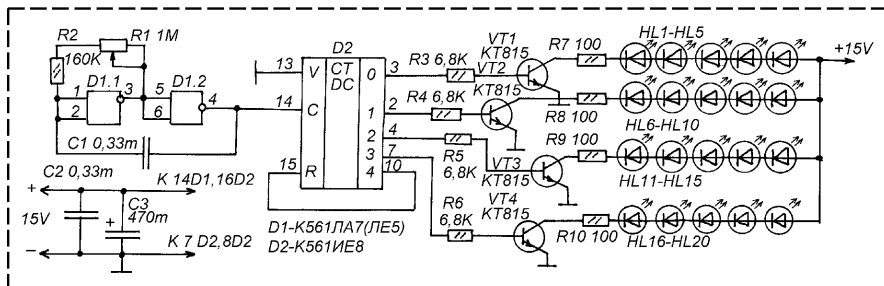 R2
R1 1M
160K
D1.1
D1.2
1
2
3
5
6
4
C1 0,33m
C2 0,33m
+
К 14D1,16D2
15V
C3
+
470m
–
К 7 D2,8D2
D2
13
V
CT
DC
14
C
15
R
0
3
1
2
2
4
3
7
4
10
D1-К561ЛА7(ЛЕ5)
D2-К561ИЕ8
R3 6,8K
VT1
KT815
R7 100
HL1-HL5
+15V
VT2
R4 6,8K
KT815
R8 100
HL6-HL10
R5
6,8K
VT3
KT815
R9 100
HL11-HL15
R6
6,8K
VT4
KT815
R10 100
HL16-HL20